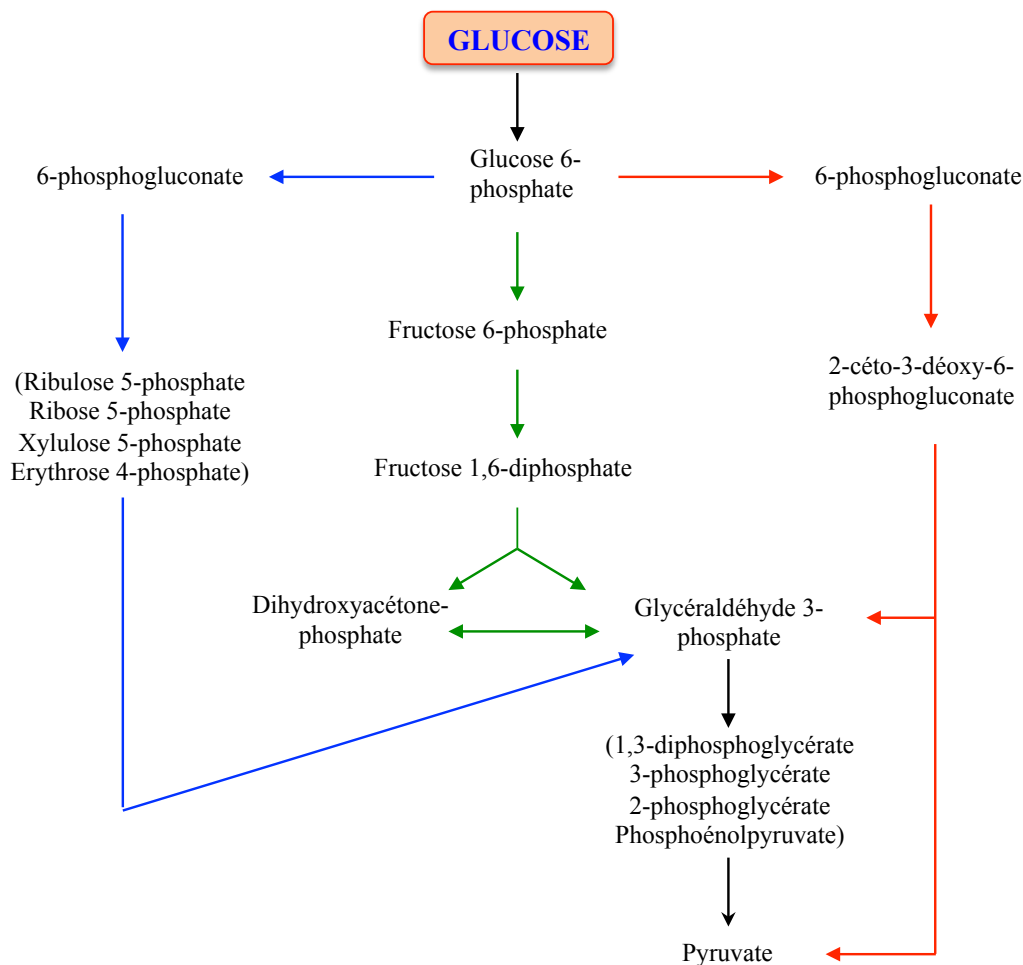 GLUCOSE
6-phosphogluconate
Glucose 6-
phosphate
6-phosphogluconate
Fructose 6-phosphate
(Ribulose 5-phosphate
Ribose 5-phosphate
Xylulose 5-phosphate
Erythrose 4-phosphate)
2-céto-3-déoxy-6-
phosphogluconate
Fructose 1,6-diphosphate
Dihydroxyacétone-
phosphate
Glycéraldéhyde 3-
phosphate
(1,3-diphosphoglycérate
3-phosphoglycérate
2-phosphoglycérate
Phosphoénolpyruvate)
Pyruvate